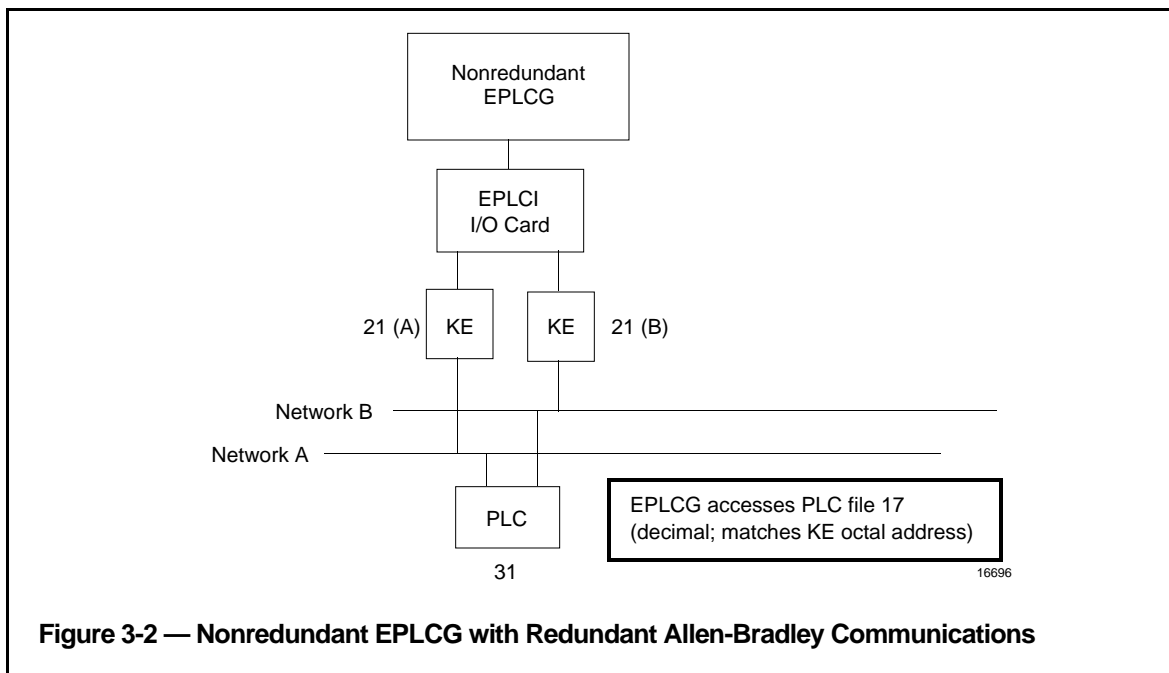 Nonredundant
EPLCG
EPLCI
I/O Card
21 (A)
KE
KE
21 (B)
Network B
Network A
PLC
31
EPLCG accesses PLC file 17
(decimal; matches KE octal address)
16696
Figure 3-2 — Nonredundant EPLCG with Redundant Allen-Bradley Communications